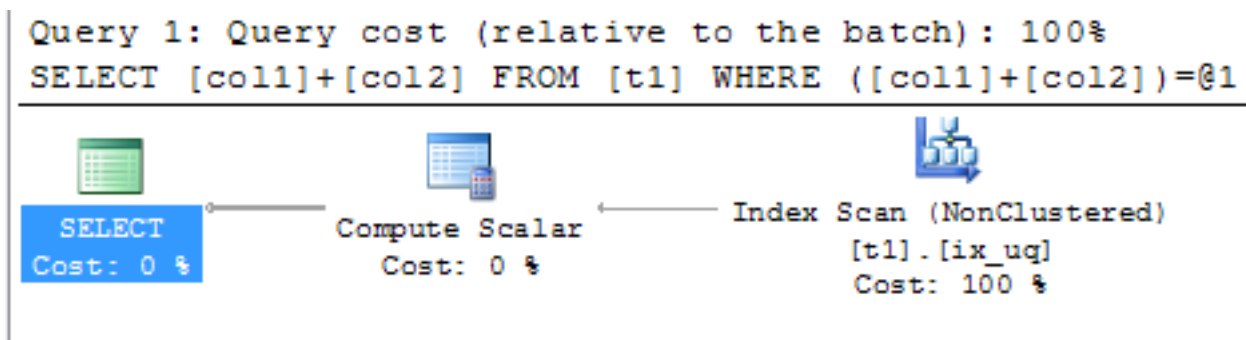 Query 1: Query cost (relative to the batch): 100%
SELECT [col1]+[col2] FROM [t1] WHERE ([col1]+[col2])=@1
SELECT
Cost: 0 %
Compute Scalar
Cost: 0 %
Index Scan (NonClustered)
[t1].[ix_uq]
Cost: 100 %